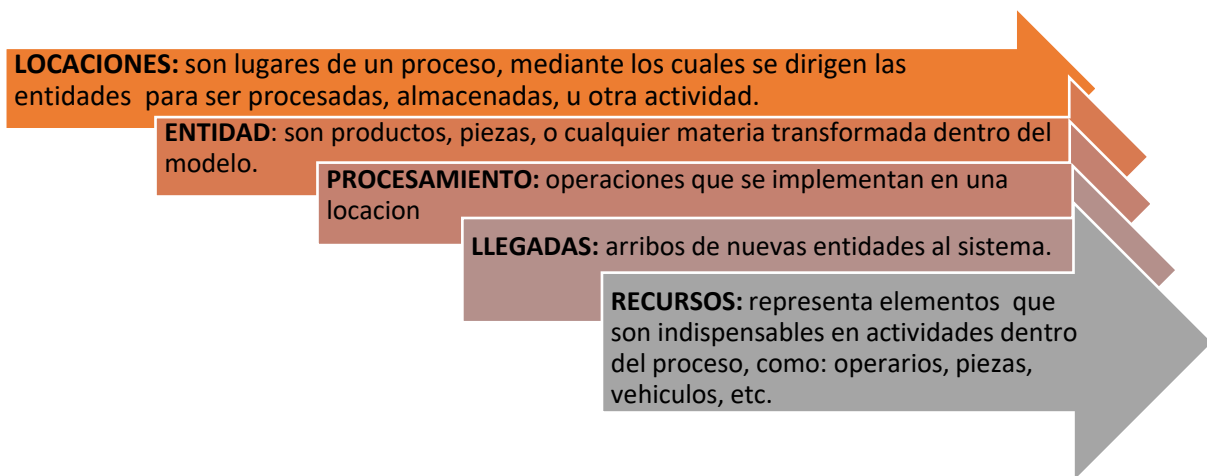 LOCACIONES: son lugares de un proceso, mediante los cuales se dirigen las
entidades  para ser procesadas, almacenadas, u otra actividad.
ENTIDAD: son productos, piezas, o cualquier materia transformada dentro del
modelo.
PROCESAMIENTO: operaciones que se implementan en una
locacion
LLEGADAS: arribos de nuevas entidades al sistema.
RECURSOS: representa elementos  que
son indispensables en actividades dentro
del proceso, como: operarios, piezas,
vehiculos, etc.